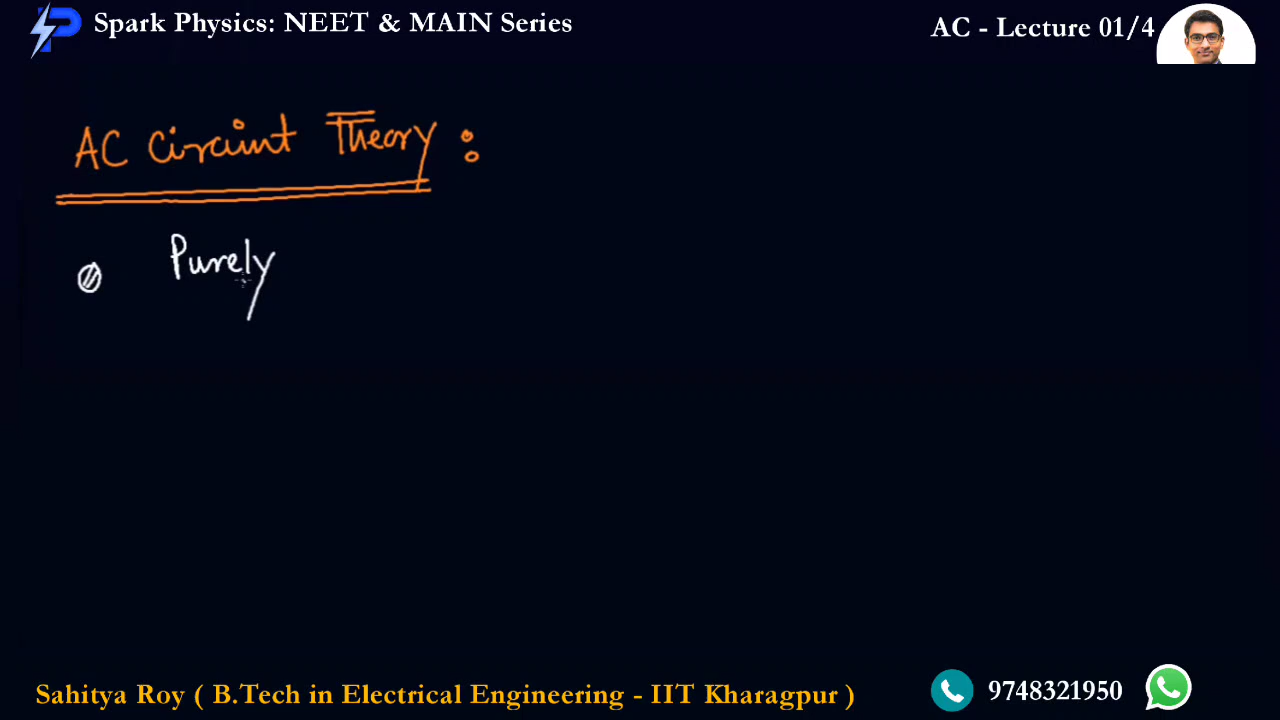 Spark Physics: NEET & MAIN Series
AC - Lecture 01/4
AC Circuint Theory :
Purely
Sahitya Roy ( B.Tech in Electrical Engineering - IIT Kharagpur )
9748321950